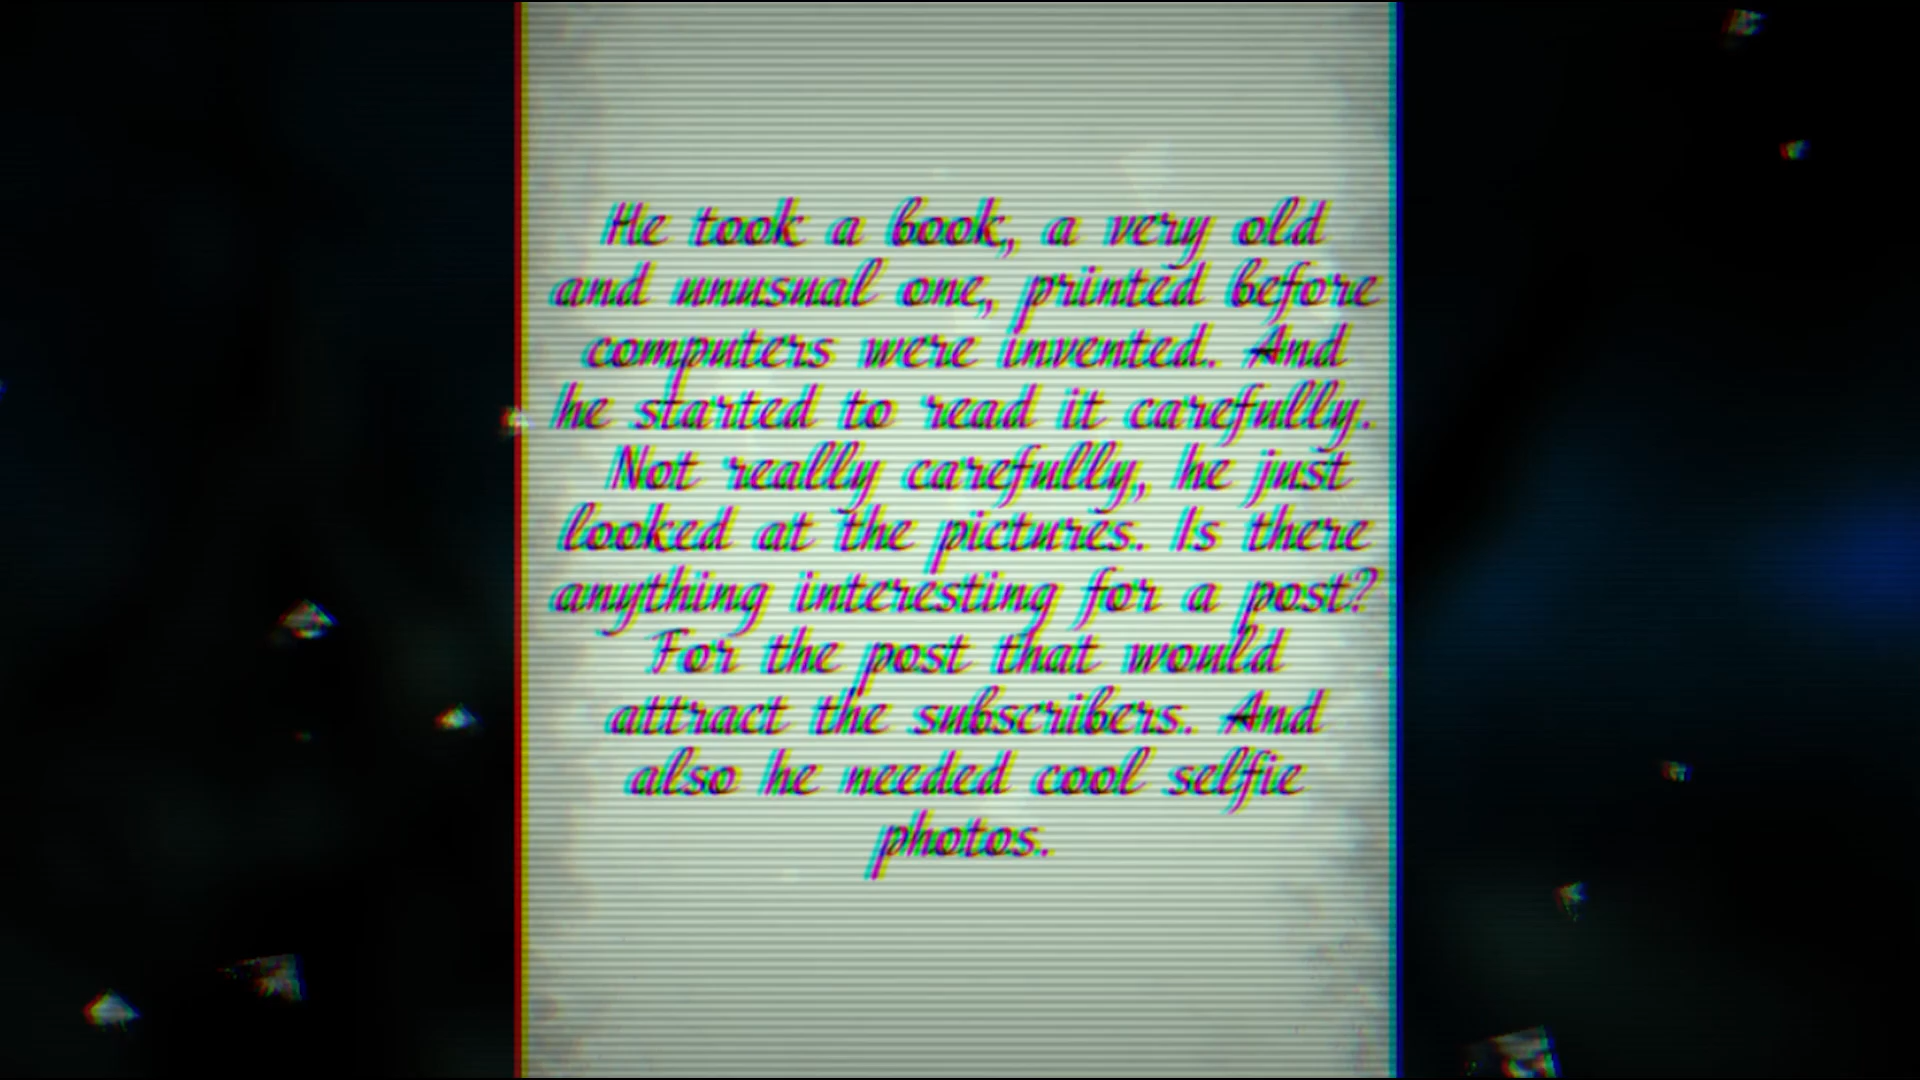 He took a book, a very old
and unusual one, printed before
computers were invented. And
he started to read it carefully.
Not really carefully, he just
looked at the pictures. Is there
anything interesting for a post?
For the post that would
attract the subscribers. And
also he needed cool selfie
photos.